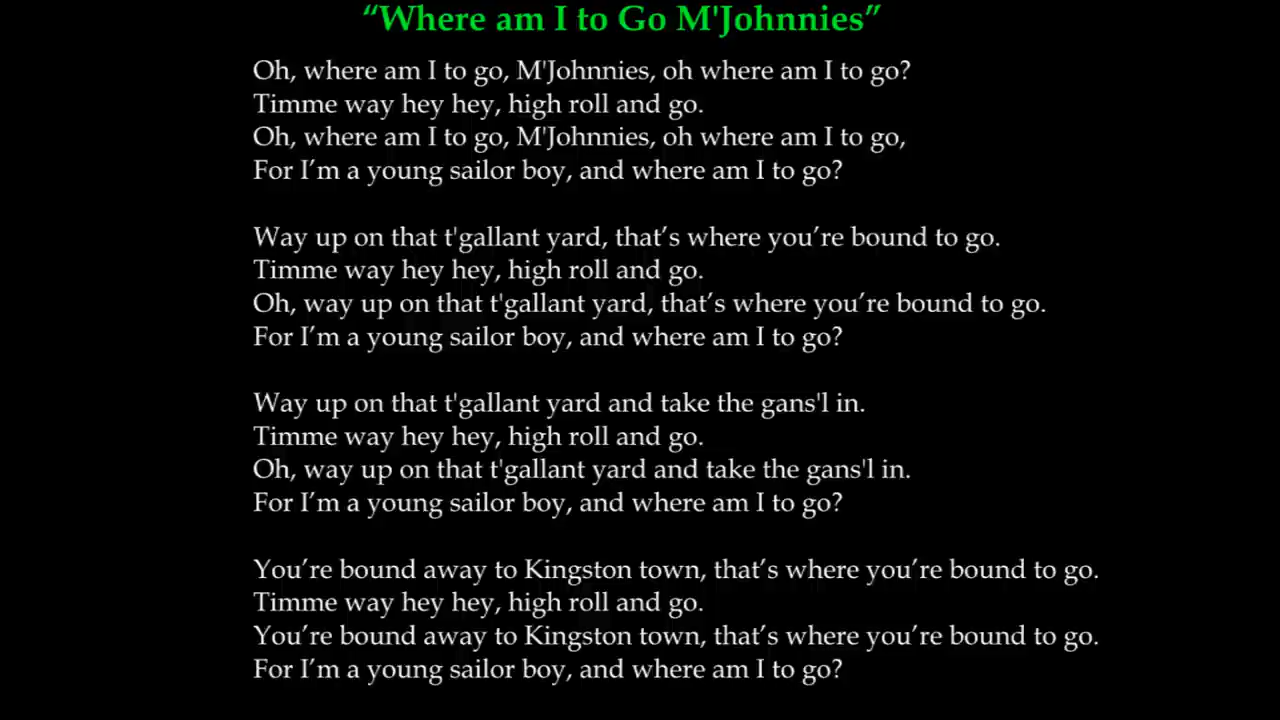 “Where am I to Go M'Johnnies”
Oh, where am I to go, M'Johnnies, oh where am I to go?
Timme way hey hey, high roll and go.
Oh, where am I to go, M'Johnnies, oh where am I to go,
For I’m a young sailor boy, and where am I to go?
Way up on that t'gallant yard, that’s where you’re bound to go.
Timme way hey hey, high roll and go.
Oh, way up on that t'gallant yard, that’s where you’re bound to go.
For I’m a young sailor boy, and where am I to go?
Way up on that t'gallant yard and take the gans'l in.
Timme way hey hey, high roll and go.
Oh, way up on that t'gallant yard and take the gans'l in.
For I’m a young sailor boy, and where am I to go?
You’re bound away to Kingston town, that’s where you’re bound to go.
Timme way hey hey, high roll and go.
You’re bound away to Kingston town, that’s where you’re bound to go.
For I’m a young sailor boy, and where am I to go?